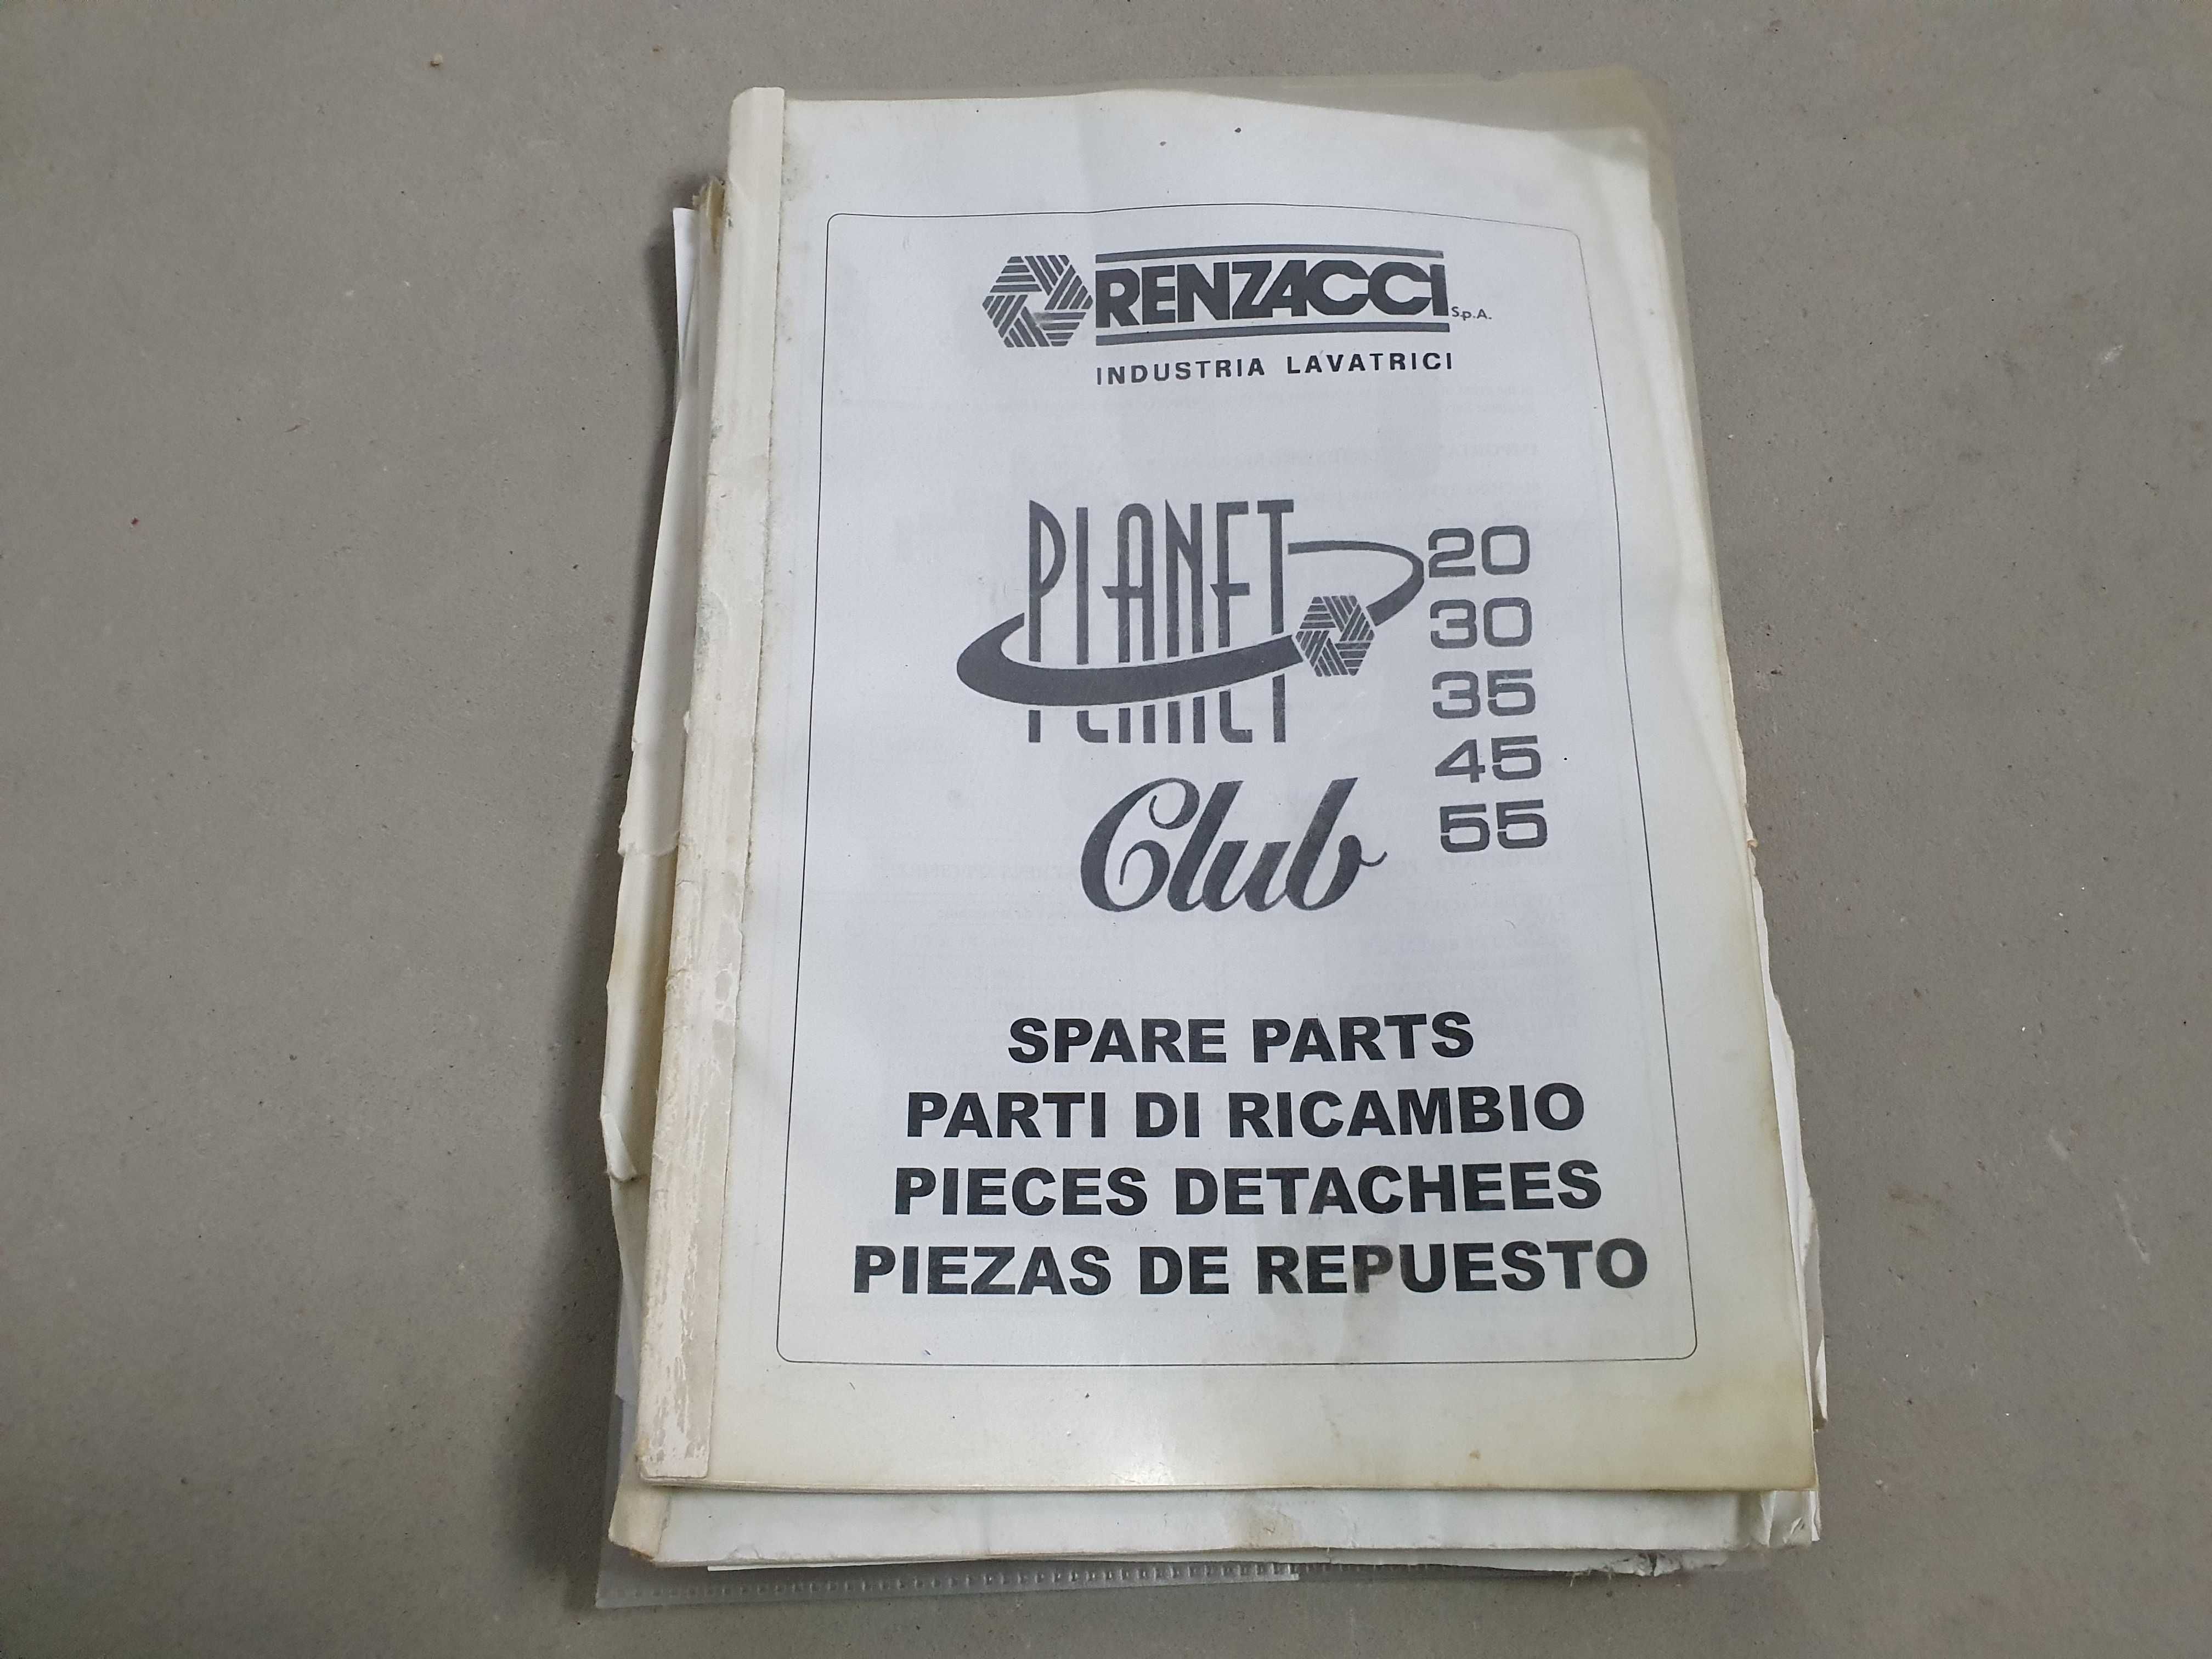 RENZACCI S.p.A.
INDUSTRIA LAVATRICI
PLANET
20
30
35
45
55
Club
SPARE PARTS
PARTI DI RICAMBIO
PIECES DETACHEES
PIEZAS DE REPUESTO